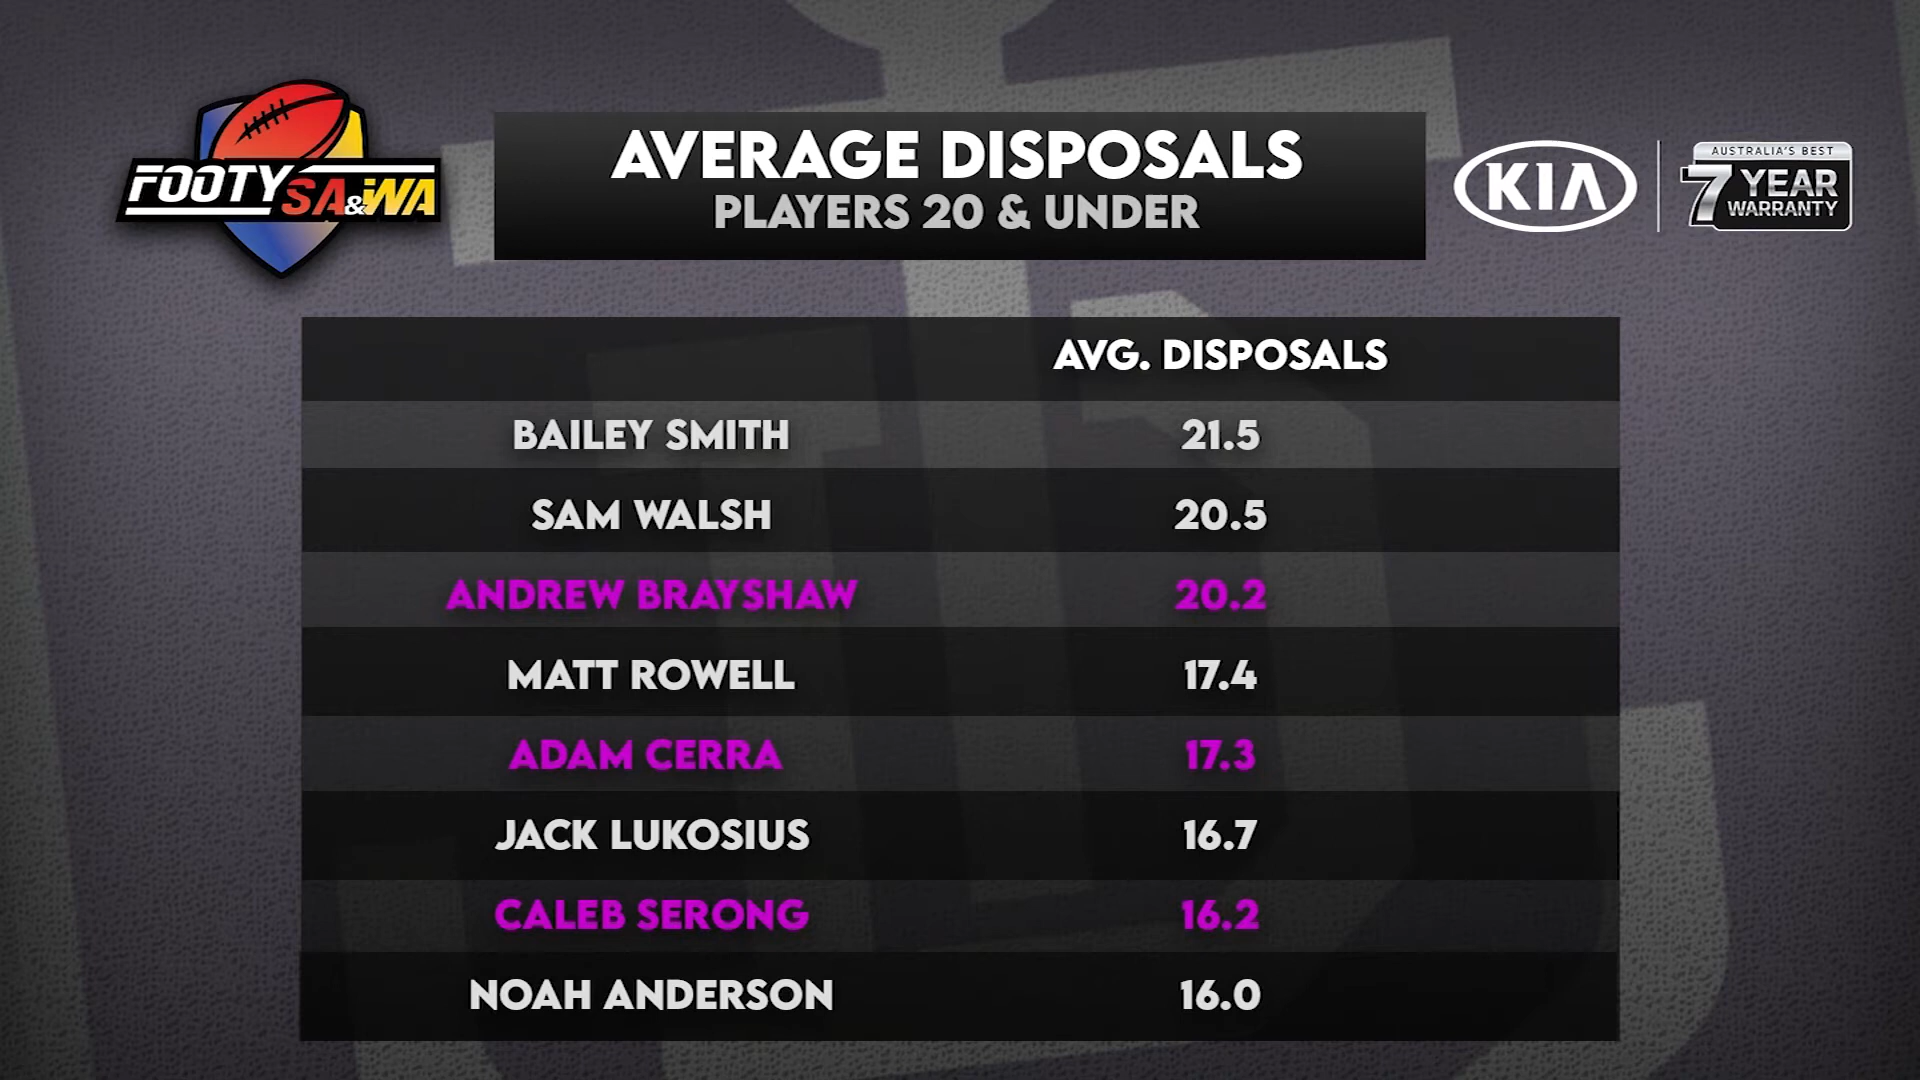 FOOTY SA & WA
AVERAGE DISPOSALS
PLAYERS 20 & UNDER
KIA
AUSTRALIA'S BEST
7 YEAR
WARRANTY
AVG. DISPOSALS
BAILEY SMITH 21.5
SAM WALSH 20.5
ANDREW BRAYSHAW 20.2
MATT ROWELL 17.4
ADAM CERRA 17.3
JACK LUKOSIUS 16.7
CALEB SERONG 16.2
NOAH ANDERSON 16.0